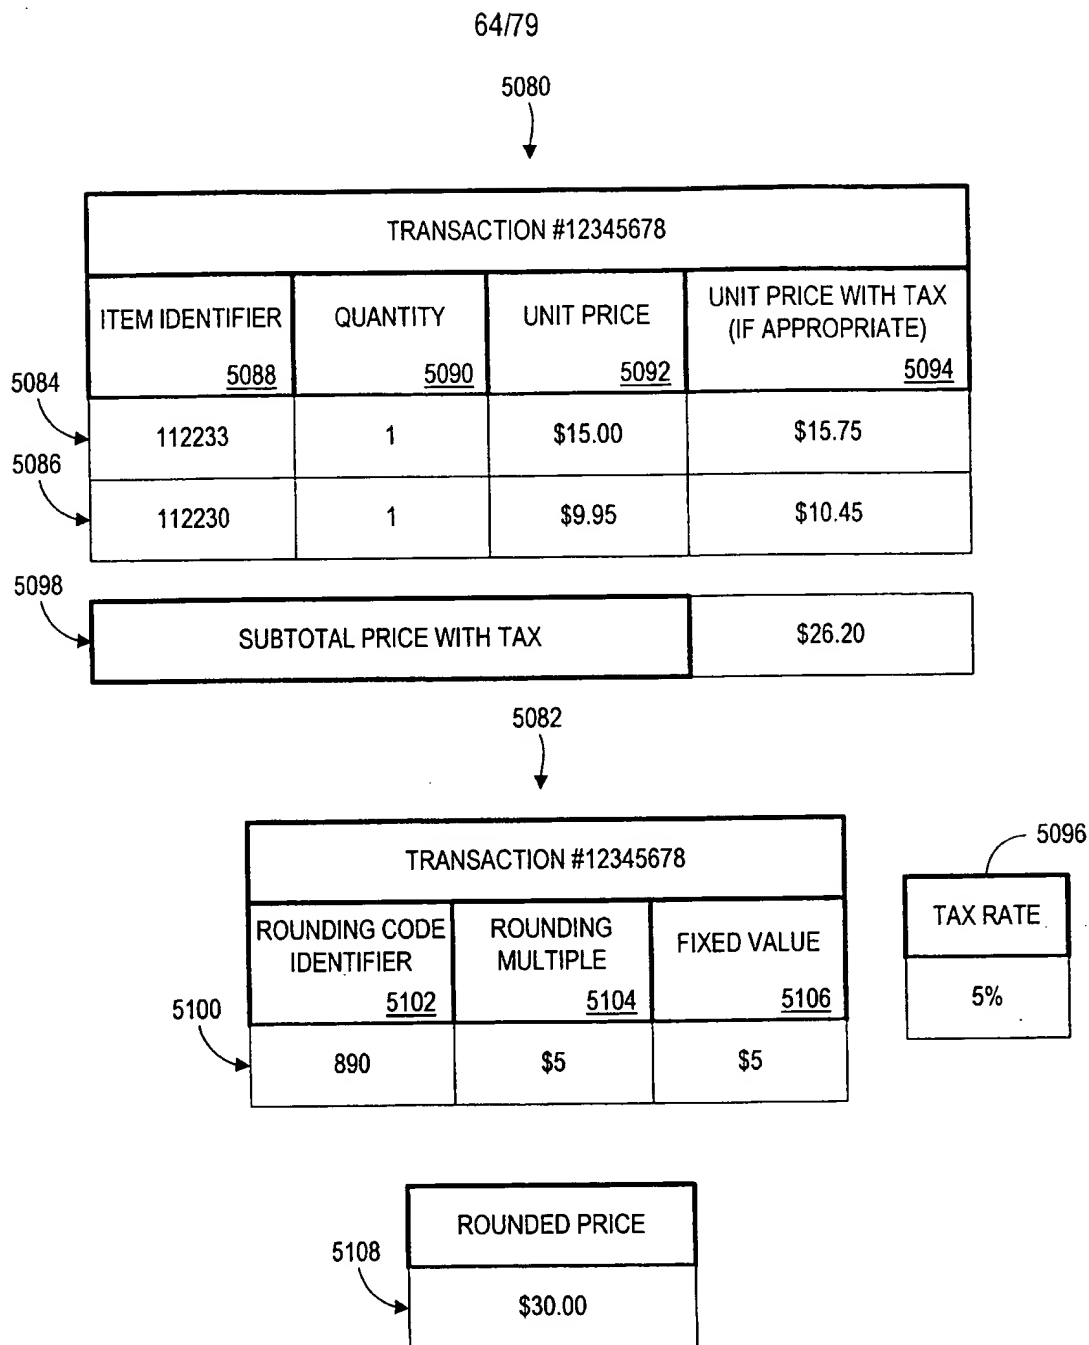 64/79
5080
TRANSACTION #12345678
ITEM IDENTIFIER
5088
QUANTITY
5090
UNIT PRICE
5092
UNIT PRICE WITH TAX
(IF APPROPRIATE)
5094
5084
112233
1
$15.00
$15.75
5086
112230
1
$9.95
$10.45
5098
SUBTOTAL PRICE WITH TAX
$26.20
5082
TRANSACTION #12345678
ROUNDING CODE
IDENTIFIER
5102
ROUNDING
MULTIPLE
5104
FIXED VALUE
5106
5100
890
$5
$5
5096
TAX RATE
5%
ROUNDED PRICE
5108
$30.00